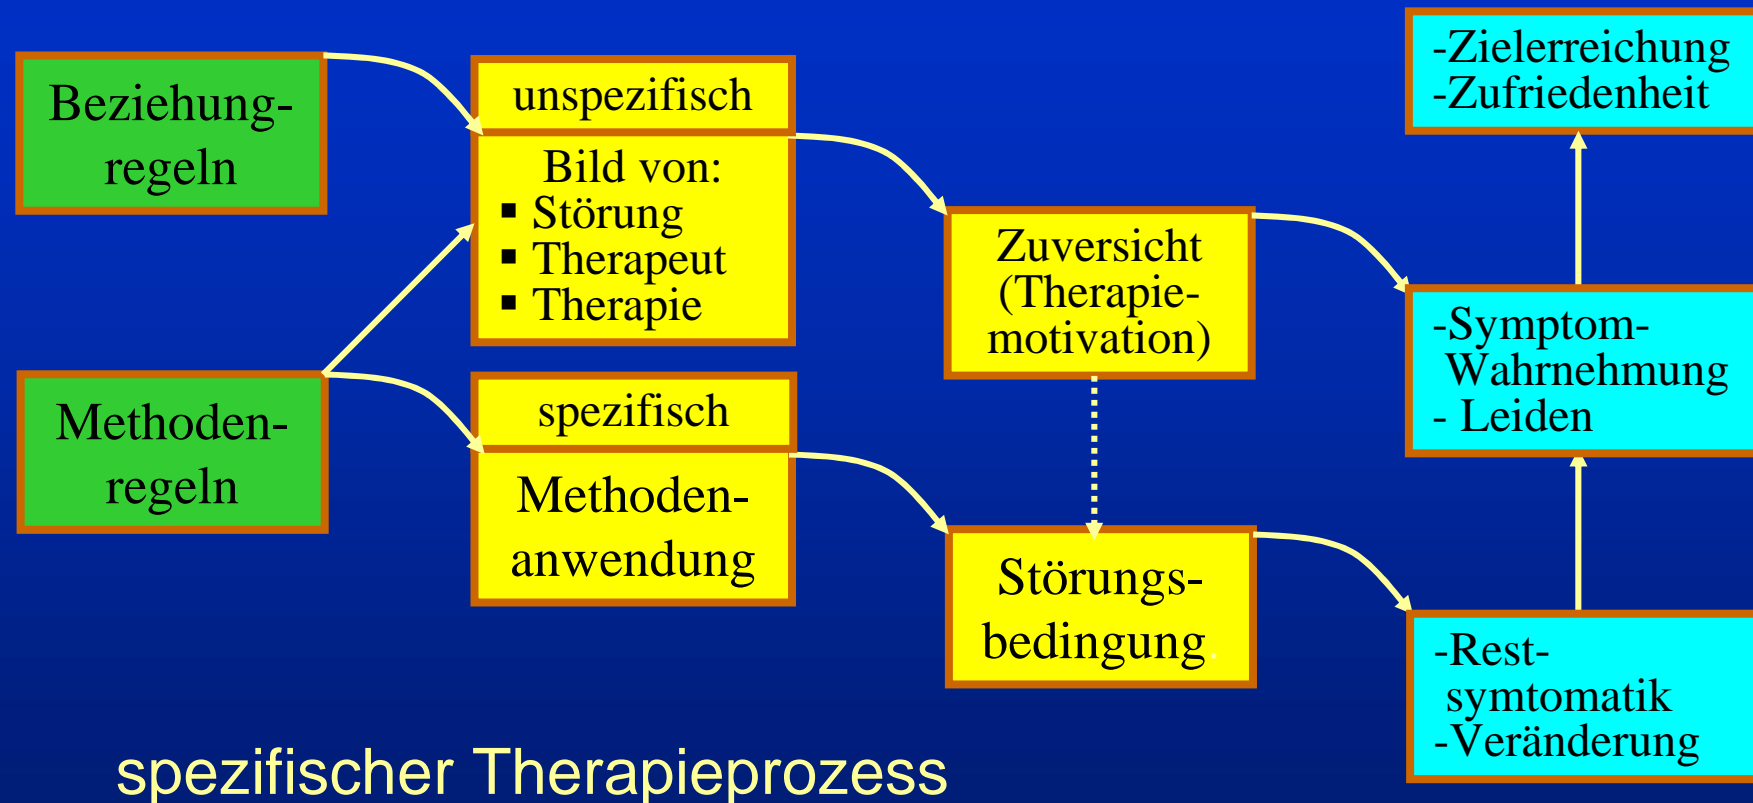 Beziehung-
regeln
Methoden-
regeln
unspezifisch
Bild von:
▪ Störung
▪ Therapeut
▪ Therapie
spezifisch
Methoden-
anwendung
Zuversicht
(Therapie-
motivation)
Störungs-
bedingung.
-Zielerreichung
-Zufriedenheit
-Symptom-
Wahrnehmung
- Leiden
-Rest-
symtomatik
-Veränderung
spezifischer Therapieprozess